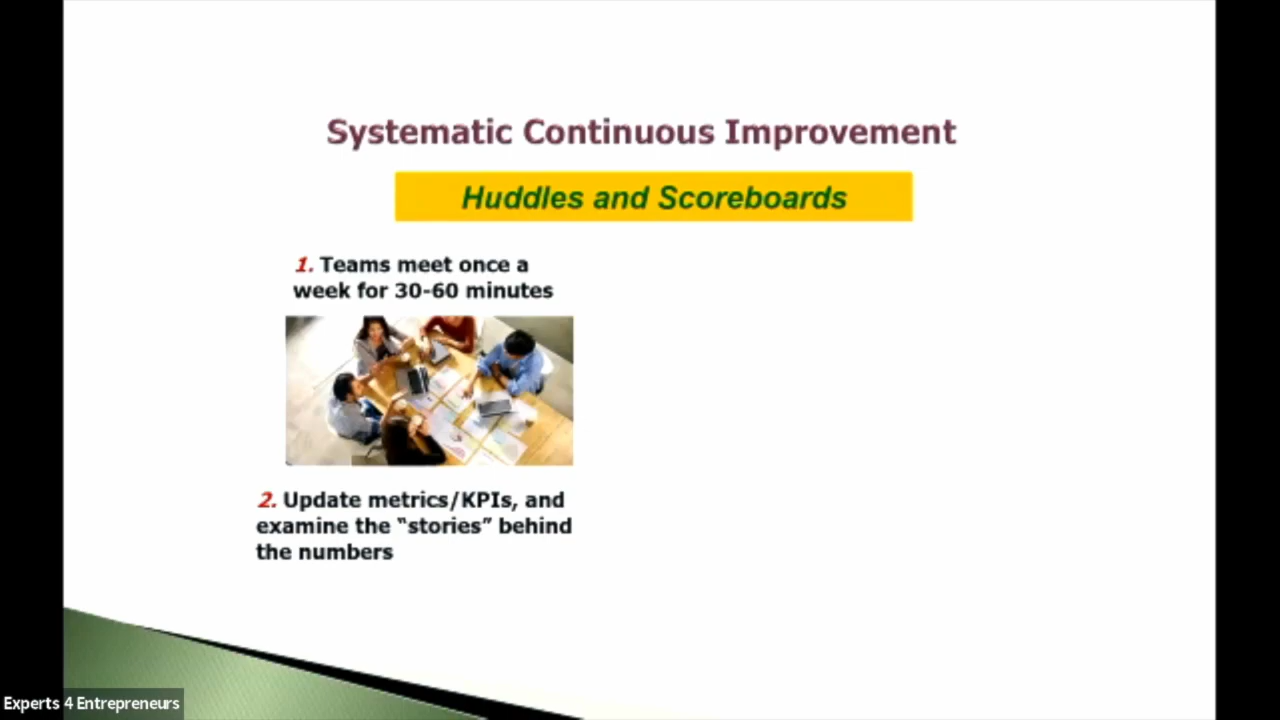 Systematic Continuous Improvement
Huddles and Scoreboards
1. Teams meet once a
week for 30-60 minutes
2. Update metrics/KPIs, and
examine the “stories” behind
the numbers
Experts 4 Entrepreneurs